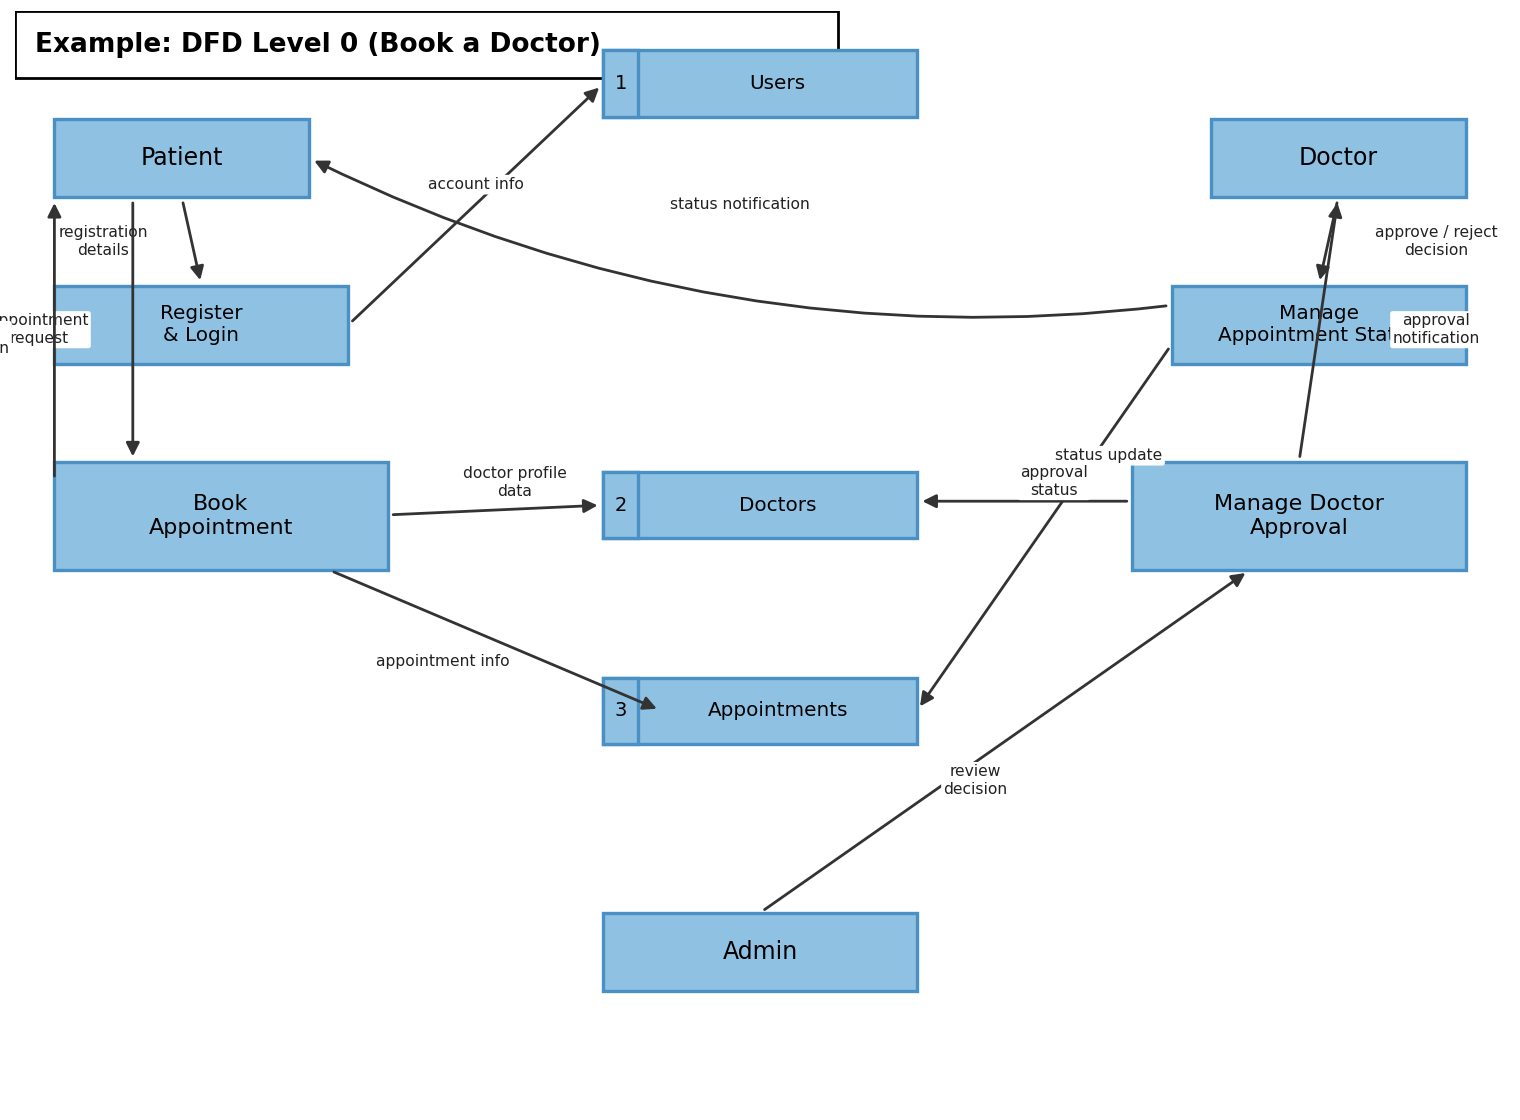 Example: DFD Level 0 (Book a Doctor)
1
Users
Patient
Doctor
account info
status notification
registration
details
approve / reject
decision
Register
& Login
Manage
Appointment
request
approval
notification
doctor profile
data
status update
approval
status
Book
Appointment
2
Doctors
Manage Doctor
Approval
appointment info
3
Appointments
review
decision
Admin